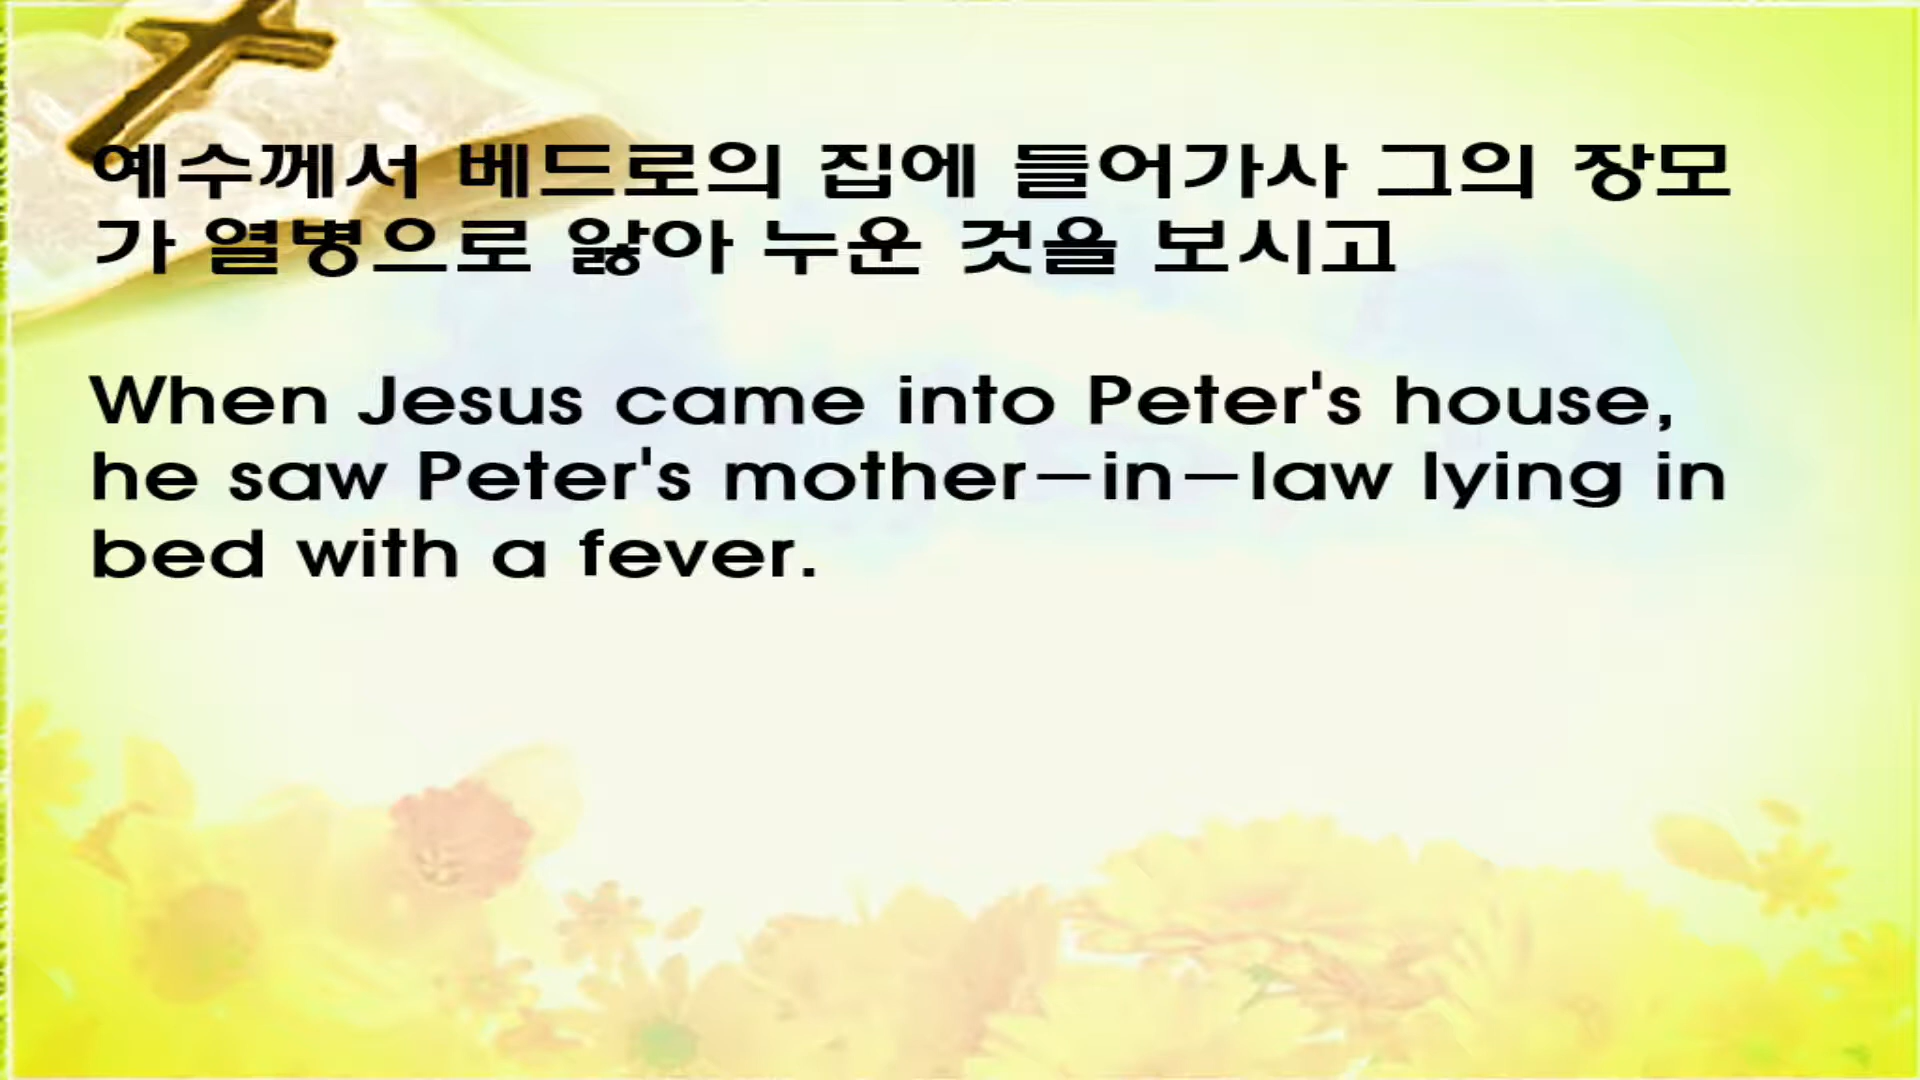 예수께서 베드로의 집에 들어가사 그의 장모
가 열병으로 앓아 누운 것을 보시고
When Jesus came into Peter's house,
he saw Peter's mother-in-law lying in
bed with a fever.